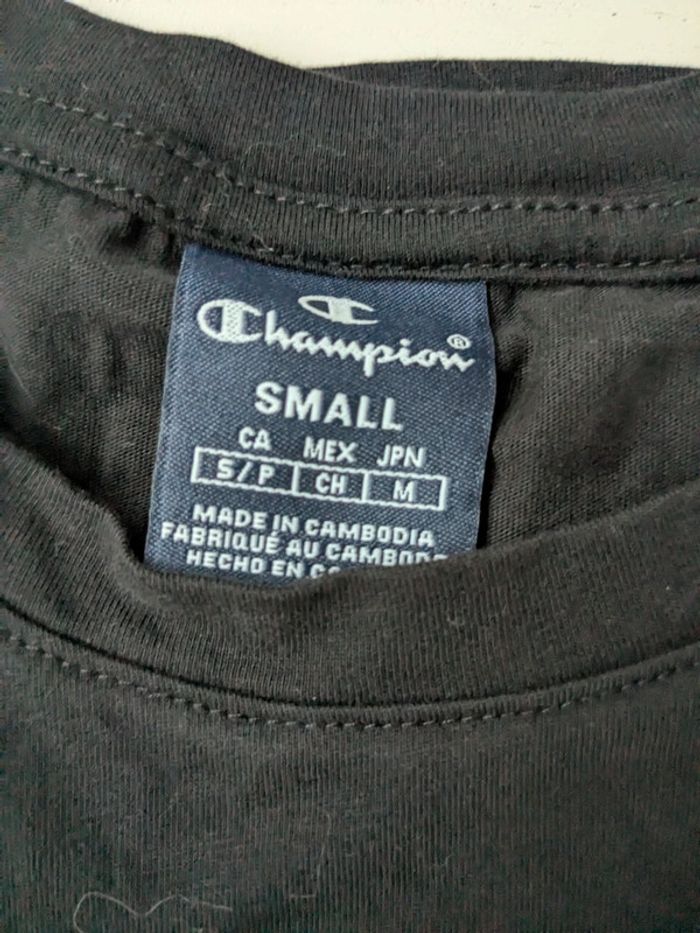 Champion®
SMALL
CA MEX JPN
S/P CH M
MADE IN CAMBODIA
FABRIQUÉ AU
HECHO EN